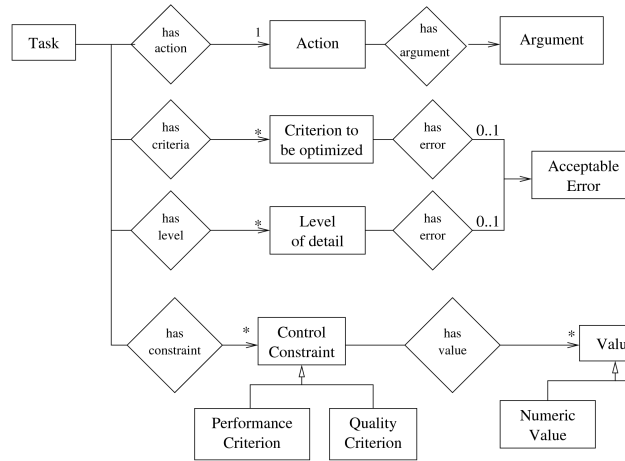 Task
has
action
1
Action
has
argument
Argument
has
criteria
*
Criterion to
be optimized
has
error
0..1
Acceptable
Error
has
level
*
Level
of detail
has
error
0..1
has
constraint
*
Control
Constraint
has
value
*
Valu
Performance
Criterion
Quality
Criterion
Numeric
Value